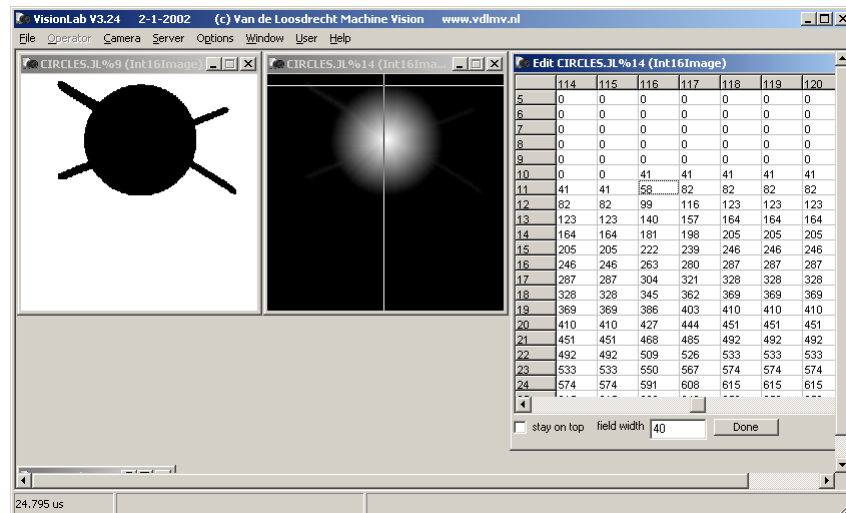 VisionLab V3.24 2-1-2002 (c) Van de Loosdrecht Machine Vision www.vdlmv.nl
File Operator Camera Server Options Window User Help
CIRCLES.JL%9 (Int16Image)
CIRCLES.JL%14 (Int16Ima...
Edit CIRCLES.JL%14 (Int16Image)
114 115 116 117 118 119 120
5 0 0 0 0 0 0 0
6 0 0 0 0 0 0 0
7 0 0 0 0 0 0 0
8 0 0 0 0 0 0 0
9 0 0 0 0 0 0 0
10 0 0 41 41 41 41 41
11 41 41 58 82 82 82 82
12 82 82 99 116 123 123 123
13 123 123 140 157 164 164 164
14 164 164 181 198 205 205 205
15 205 205 222 239 246 246 246
16 246 246 263 280 287 287 287
17 287 287 304 321 328 328 328
18 328 328 345 362 369 369 369
19 369 369 386 403 410 410 410
20 410 410 427 444 451 451 451
21 451 451 468 485 492 492 492
22 492 492 509 526 533 533 533
23 533 533 550 567 574 574 574
24 574 574 591 608 615 615 615
stay on top field width 40 Done
24.795 us